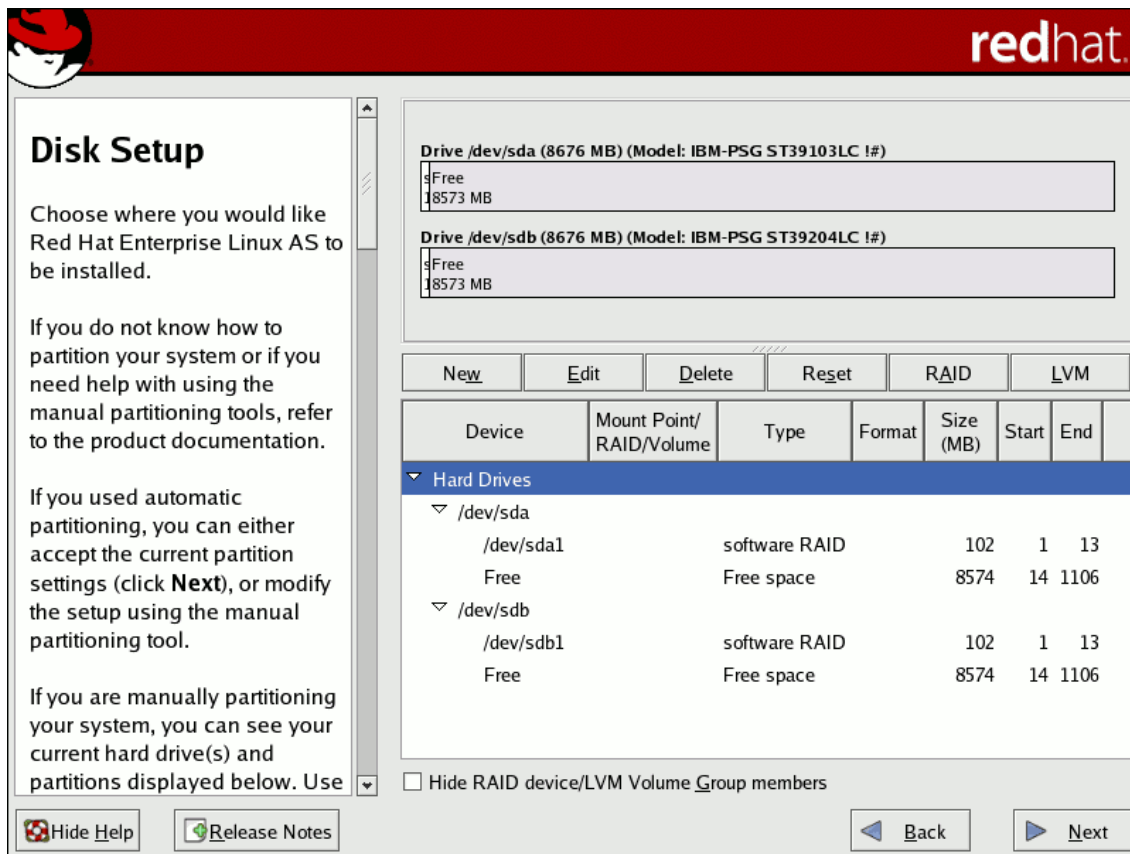 redhat.
Disk Setup
Choose where you would like
Red Hat Enterprise Linux AS to
be installed.
If you do not know how to
partition your system or if you
need help with using the
manual partitioning tools, refer
to the product documentation.
If you used automatic
partitioning, you can either
accept the current partition
settings (click Next), or modify
the setup using the manual
partitioning tool.
If you are manually partitioning
your system, you can see your
current hard drive(s) and
partitions displayed below. Use
Drive /dev/sda (8676 MB) (Model: IBM-PSG ST39103LC !#)
s Free
1 8573 MB
Drive /dev/sdb (8676 MB) (Model: IBM-PSG ST39204LC !#)
s Free
1 8573 MB
New Edit Delete Reset RAID LVM
Device Mount Point/ RAID/Volume Type Format Size (MB) Start End
Hard Drives
/dev/sda
/dev/sda1 software RAID 102 1 13
Free Free space 8574 14 1106
/dev/sdb
/dev/sdb1 software RAID 102 1 13
Free Free space 8574 14 1106
Hide RAID device/LVM Volume Group members
Hide Help Release Notes Back Next